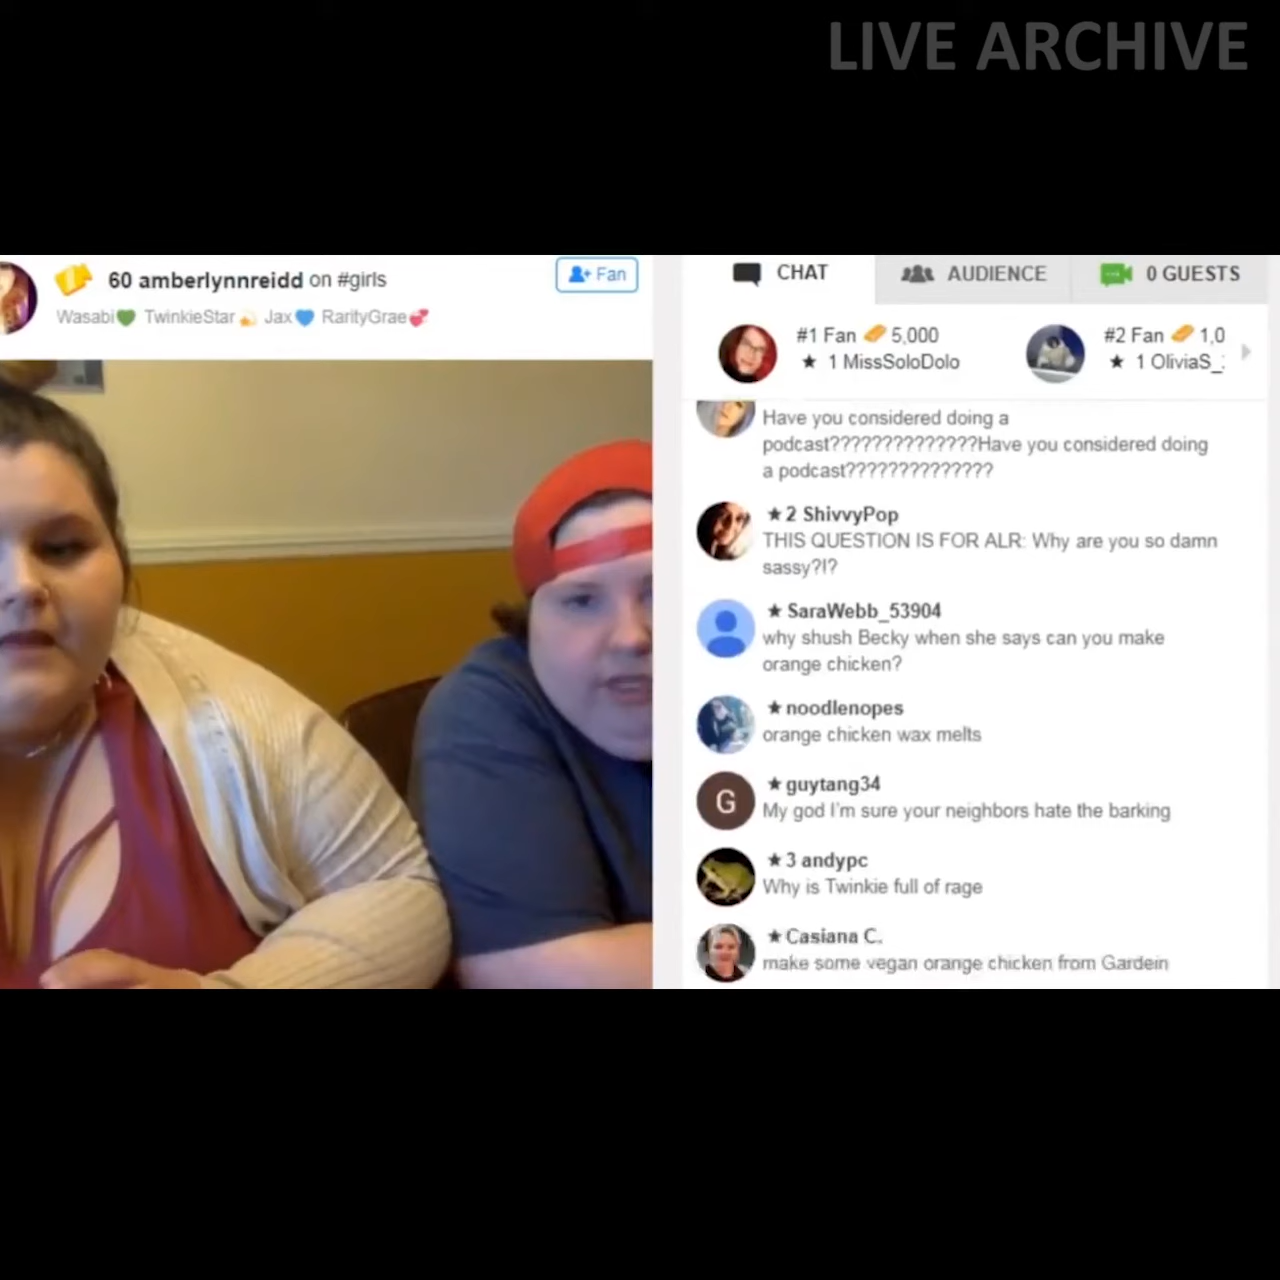 LIVE ARCHIVE
60 amberlynnreidd on #girls
Fan
Wasabi💚 TwinkieStar💫 Jax💙 RarityGrae💞
CHAT
AUDIENCE
0 GUESTS
#1 Fan 5,000
★ 1 MissSoloDolo
#2 Fan 1,0
★ 1 OliviaS_
Have you considered doing a
podcast??????????????Have you considered doing
a podcast??????????????
★2 ShivvyPop
THIS QUESTION IS FOR ALR: Why are you so damn
sassy?!?
★ SaraWebb_53904
why shush Becky when she says can you make
orange chicken?
★ noodlenopes
orange chicken wax melts
G
★ guytang34
My god I'm sure your neighbors hate the barking
★3 andypc
Why is Twinkie full of rage
★ Casiana C.
make some vegan orange chicken from Gardein